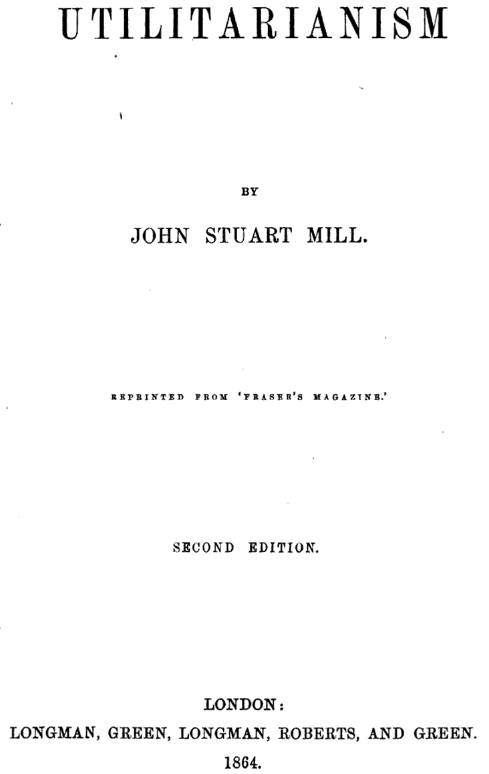 UTILITARIANISM
BY
JOHN STUART MILL.
REPRINTED FROM 'FRASER'S MAGAZINE.'
SECOND EDITION.
LONDON:
LONGMAN, GREEN, LONGMAN, ROBERTS, AND GREEN.
1864.